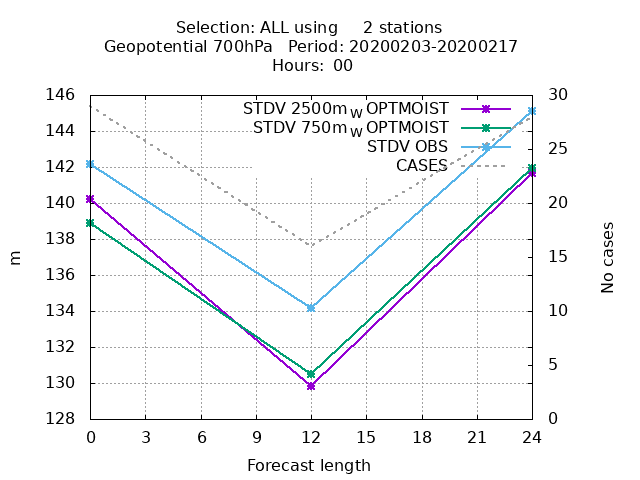 Selection: ALL using 2 stations
Geopotential 700hPa Period: 20200203-20200217
Hours: 00
STDV 2500m_W OPTMOIST
STDV 750m_W OPTMOIST
STDV OBS
CASES
146
144
142
140
138
136
134
132
130
128
m
30
25
20
15
10
5
0
No cases
0 3 6 9 12 15 18 21 24
Forecast length